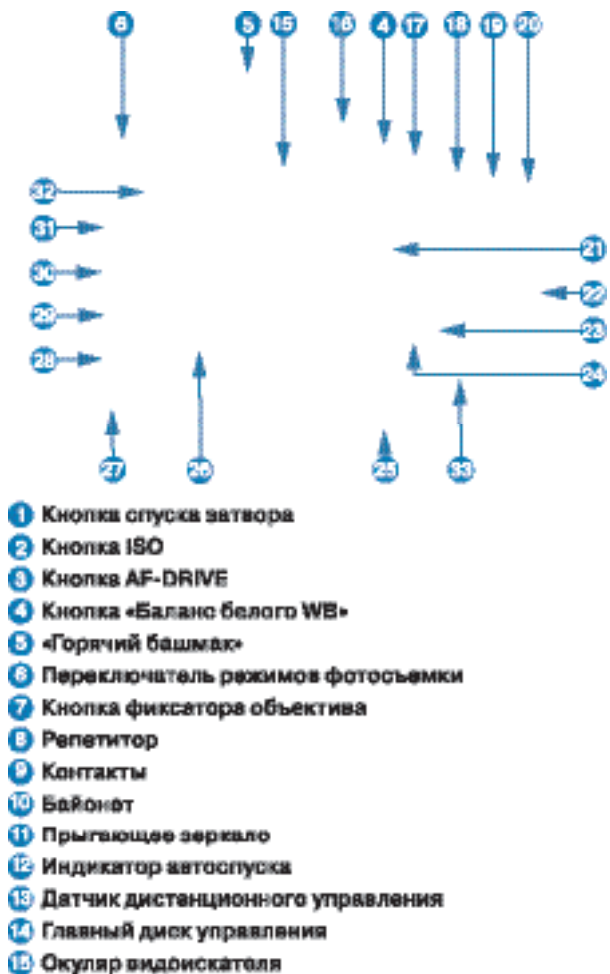 6 5 15 16 4 17 18 19 20
32
31
21
30
22
29
23
28
24
27 26 25 33
1 Кнопка спуска затвора
2 Кнопка ISO
3 Кнопка AF-DRIVE
4 Кнопка «Баланс белого WB»
5 «Горячий башмак»
6 Переключатель режимов фотосъемки
7 Кнопка фиксатора объектива
8 Репетитор
9 Контакты
10 Байонет
11 Прыгающее зеркало
12 Индикатор автоспуска
13 Датчик дистанционного управления
14 Главный диск управления
15 Окуляр видоискателя